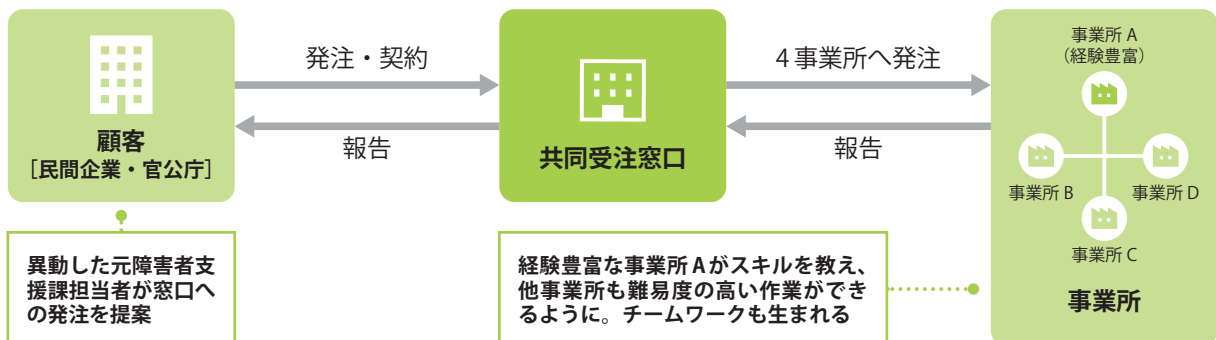 発注・契約
報告
顧客
［民間企業・官公庁］
共同受注窓口
4事業所へ発注
報告
事業所 A
（経験豊富）
事業所 B
事業所 D
事業所 C
事業所
異動した元障害者支
援課担当者が窓口へ
の発注を提案
経験豊富な事業所Aがスキルを教え、
他事業所も難易度の高い作業ができ
るように。チームワークも生まれる